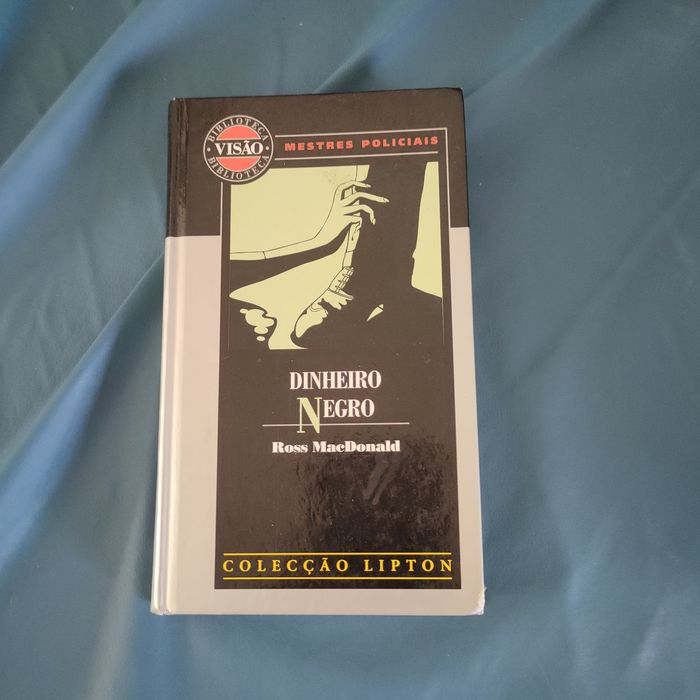 BIBLIOTECA
VISÃO
BIBLIOTECA
MESTRES POLICIAIS
DINHEIRO
NEGRO
Ross MacDonald
COLECÇÃO LIPTON